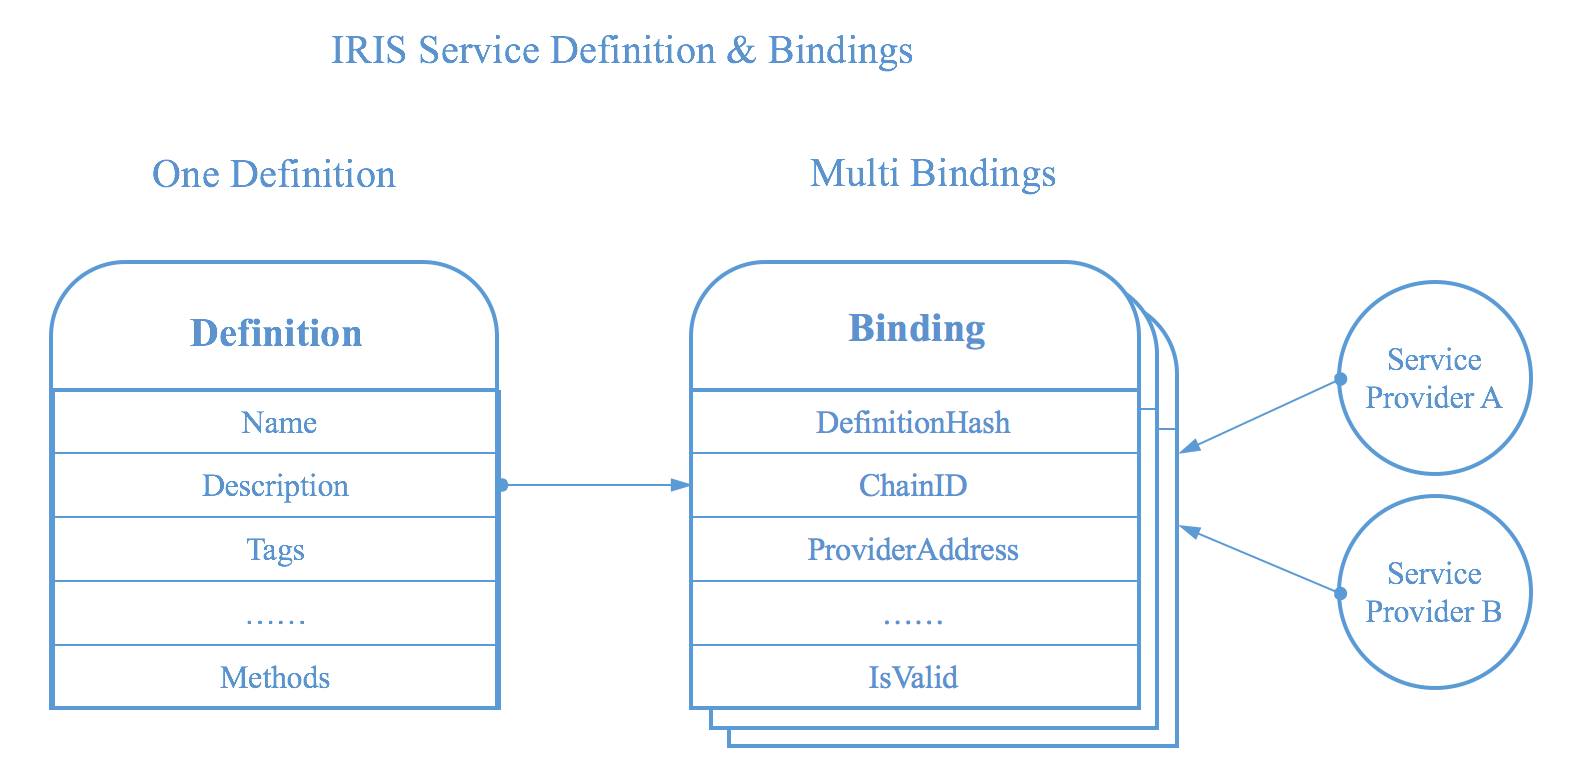 IRIS Service Definition & Bindings
One Definition
Multi Bindings
Definition
Name
Description
Tags
......
Methods
Binding
DefinitionHash
ChainID
ProviderAddress
......
IsValid
Service
Provider A
Service
Provider B